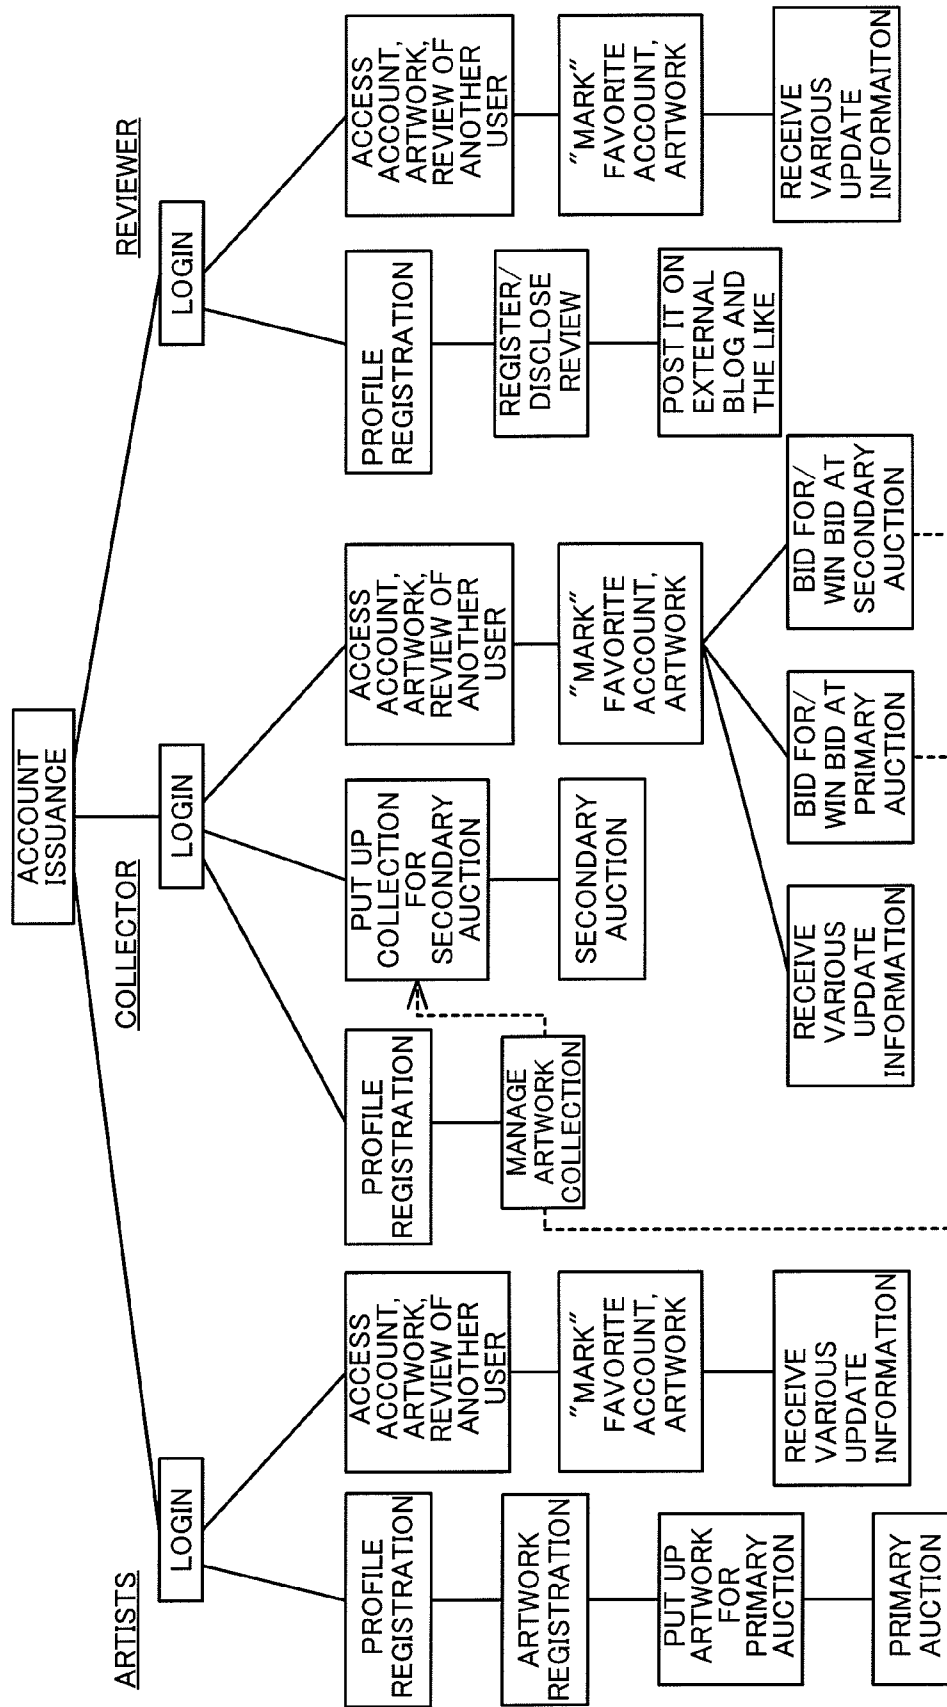 ACCOUNT
ISSUANCE
ARTISTS
LOGIN
PROFILE
REGISTRATION
ARTWORK
REGISTRATION
PUT UP
ARTWORK
FOR
PRIMARY
AUCTION
PRIMARY
AUCTION
ACCESS
ACCOUNT,
ARTWORK,
REVIEW OF
ANOTHER
USER
"MARK"
FAVORITE
ACCOUNT,
ARTWORK
RECEIVE
VARIOUS
UPDATE
INFORMATION
COLLECTOR
LOGIN
PROFILE
REGISTRATION
MANAGE
ARTWORK
COLLECTION
PUT UP
COLLECTION
FOR
SECONDARY
AUCTION
SECONDARY
AUCTION
ACCESS
ACCOUNT,
ARTWORK,
REVIEW OF
ANOTHER
USER
"MARK"
FAVORITE
ACCOUNT,
ARTWORK
RECEIVE
VARIOUS
UPDATE
INFORMATION
BID FOR/
WIN BID AT
PRIMARY
AUCTION
BID FOR/
WIN BID AT
SECONDARY
AUCTION
REVIEWER
LOGIN
PROFILE
REGISTRATION
REGISTER/
DISCLOSE
REVIEW
POST IT ON
EXTERNAL
BLOG AND
THE LIKE
ACCESS
ACCOUNT,
ARTWORK,
REVIEW OF
ANOTHER
USER
"MARK"
FAVORITE
ACCOUNT,
ARTWORK
RECEIVE
VARIOUS
UPDATE
INFORMAITON